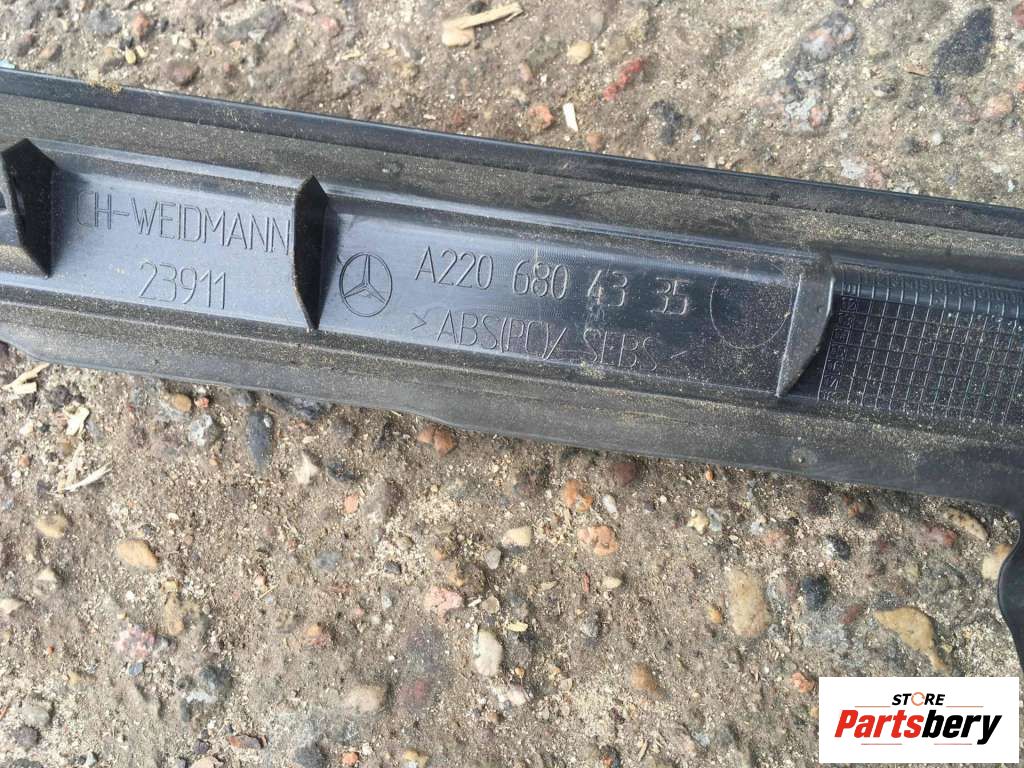 CH-WEIDMANN
23911
A220 680 43 35
> ABS(PC)/ SEBS <
STORE
Partsbery